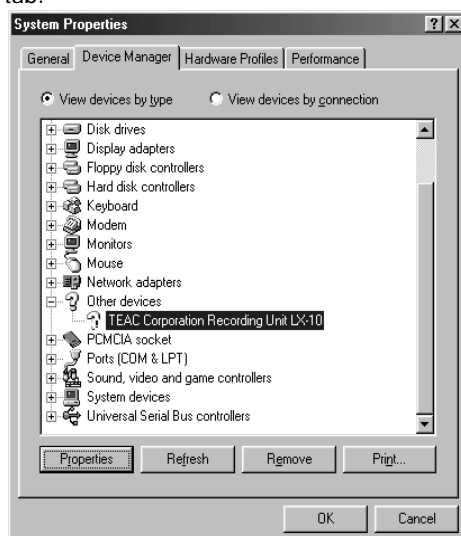 tab.
System Properties
General Device Manager Hardware Profiles Performance
View devices by type View devices by connection
Disk drives
Display adapters
Floppy disk controllers
Hard disk controllers
Keyboard
Modem
Monitors
Mouse
Network adapters
Other devices
TEAC Corporation Recording Unit LX-10
PCMCIA socket
Ports (COM & LPT)
Sound, video and game controllers
System devices
Universal Serial Bus controllers
Properties Refresh Remove Print...
OK Cancel